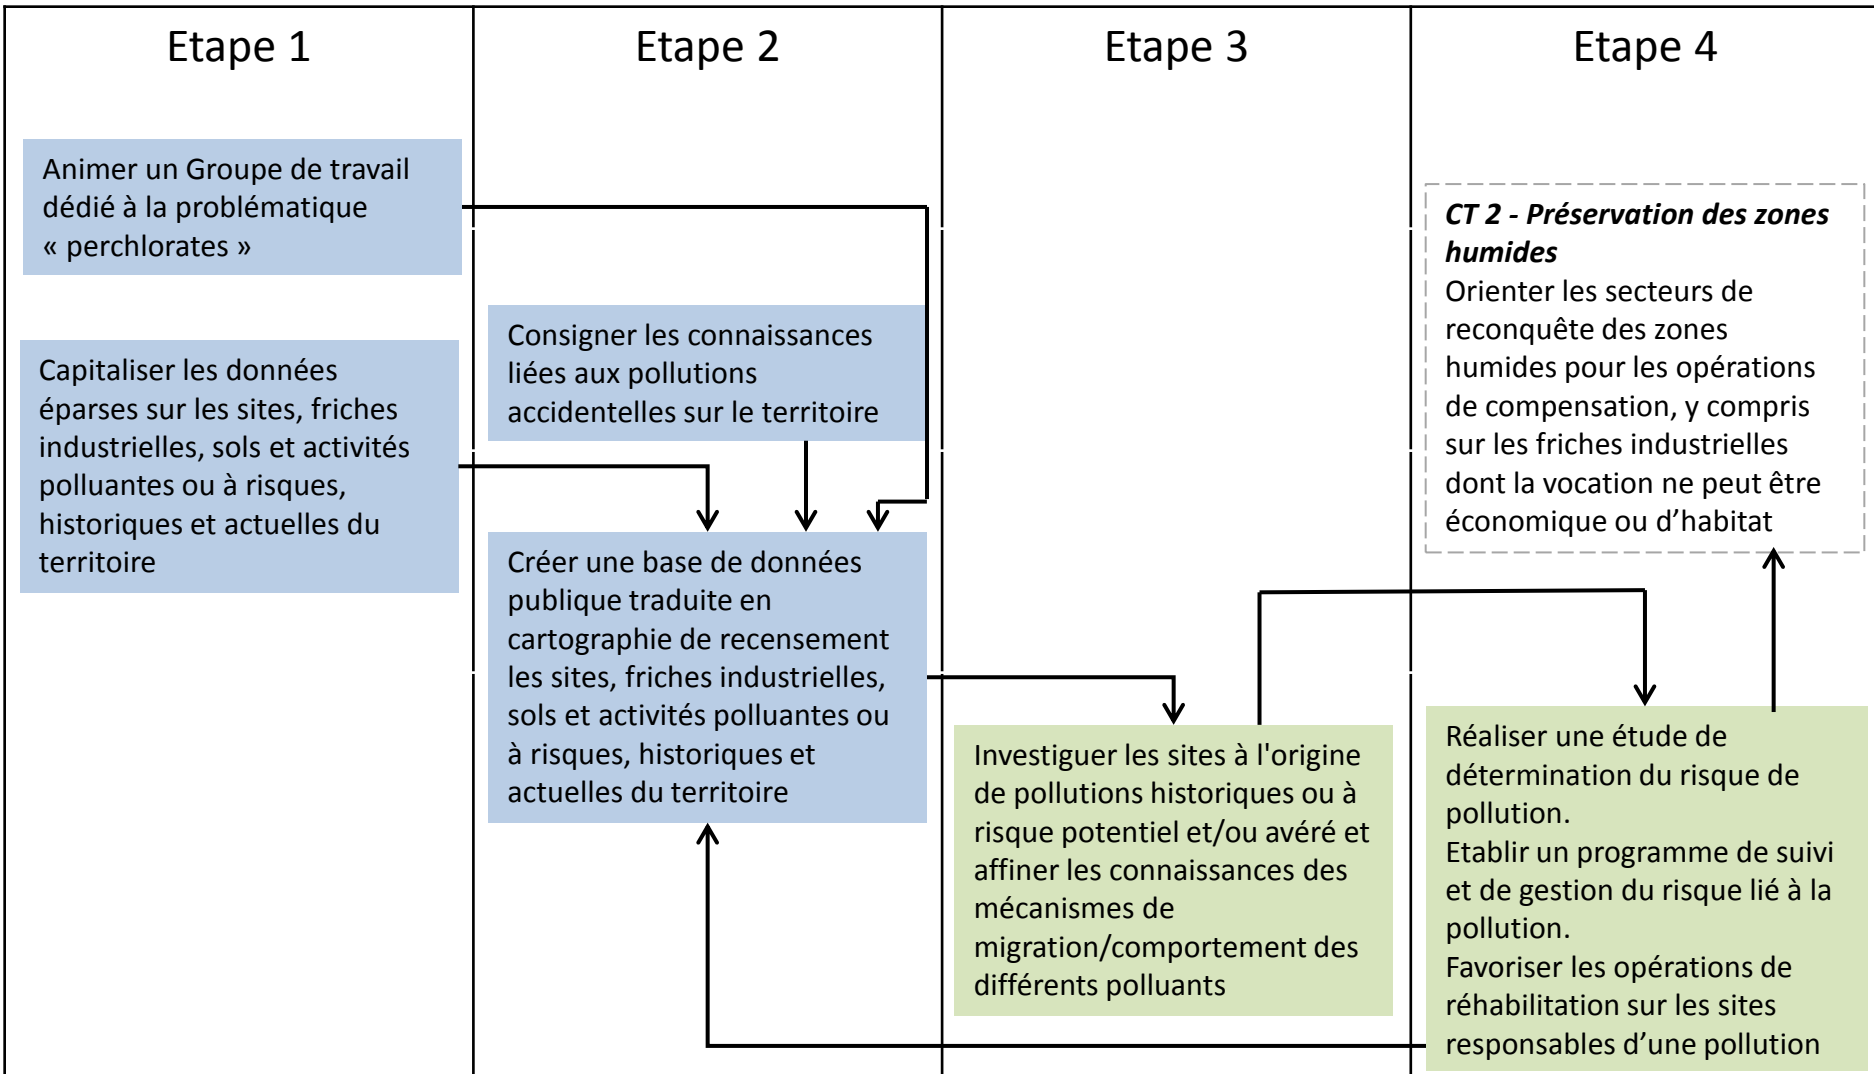 Etape 1
Etape 2
Etape 3
Etape 4
Animer un Groupe de travail
dédié à la problématique
« perchlorates »
Capitaliser les données
éparses sur les sites, friches
industrielles, sols et activités
polluantes ou à risques,
historiques et actuelles du
territoire
Consigner les connaissances
liées aux pollutions
accidentelles sur le territoire
Créer une base de données
publique traduite en
cartographie de recensement
les sites, friches industrielles,
sols et activités polluantes ou
à risques, historiques et
actuelles du territoire
Investiguer les sites à l'origine
de pollutions historiques ou à
risque potentiel et/ou avéré et
affiner les connaissances des
mécanismes de
migration/comportement des
différents polluants
CT 2 - Préservation des zones
humides
Orienter les secteurs de
reconquête des zones
humides pour les opérations
de compensation, y compris
sur les friches industrielles
dont la vocation ne peut être
économique ou d’habitat
Réaliser une étude de
détermination du risque de
pollution.
Etablir un programme de suivi
et de gestion du risque lié à la
pollution.
Favoriser les opérations de
réhabilitation sur les sites
responsables d’une pollution